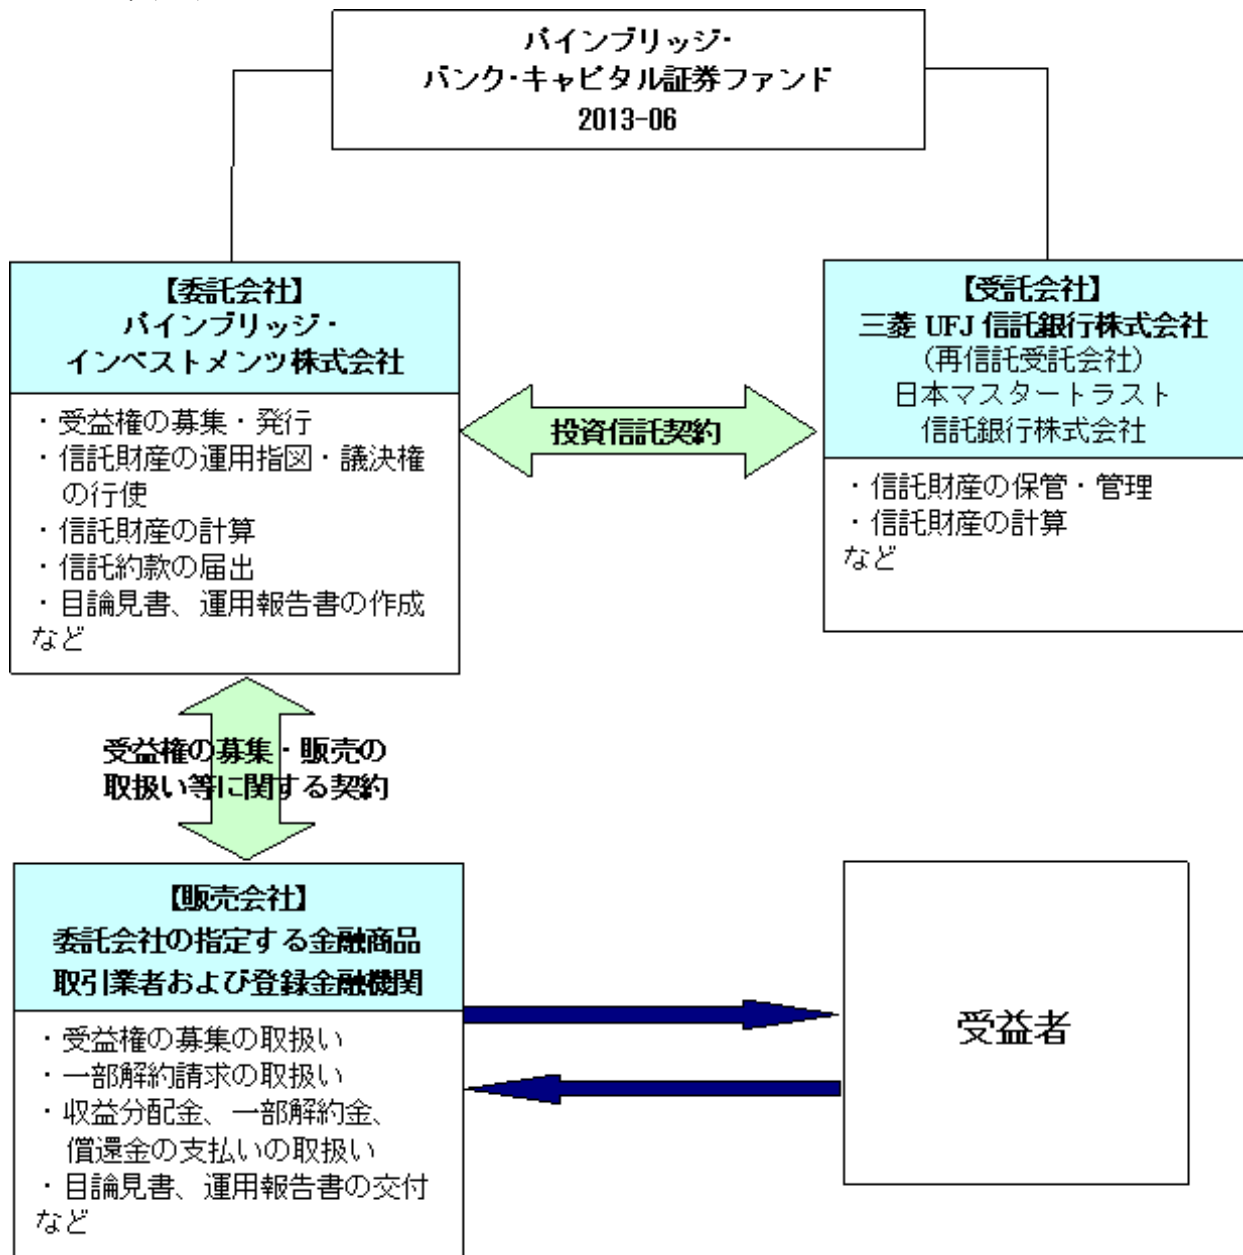 パインブリッジ・
バンク・キャピタル証券ファンド
2013-06
【委託会社】
パインブリッジ・
インベストメンツ株式会社
・受益権の募集・発行
・信託財産の運用指図・議決権
の行使
・信託財産の計算
・信託約款の届出
・目論見書、運用報告書の作成
など
投資信託契約
【受託会社】
三菱 UFJ 信託銀行株式会社
（再信託受託会社）
日本マスタートラスト
信託銀行株式会社
・信託財産の保管・管理
・信託財産の計算
など
受益権の募集・販売の
取扱い等に関する契約
【販売会社】
委託会社の指定する金融商品
取引業者および登録金融機関
・受益権の募集の取扱い
・一部解約請求の取扱い
・収益分配金、一部解約金、
償還金の支払いの取扱い
・目論見書、運用報告書の交付
など
受益者